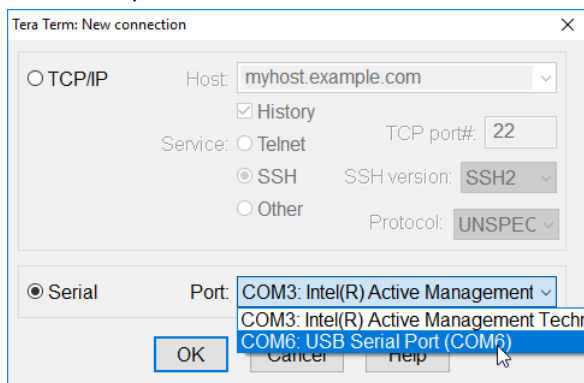 Tera Term: New connection
TCP/IP Host: myhost.example.com
History
Service: Telnet TCP port#: 22
SSH SSH version: SSH2
Other Protocol: UNSPEC
Serial Port: COM3: Intel(R) Active Management
COM3: Intel(R) Active Management Techn
COM6: USB Serial Port (COM6)
OK Cancel Help